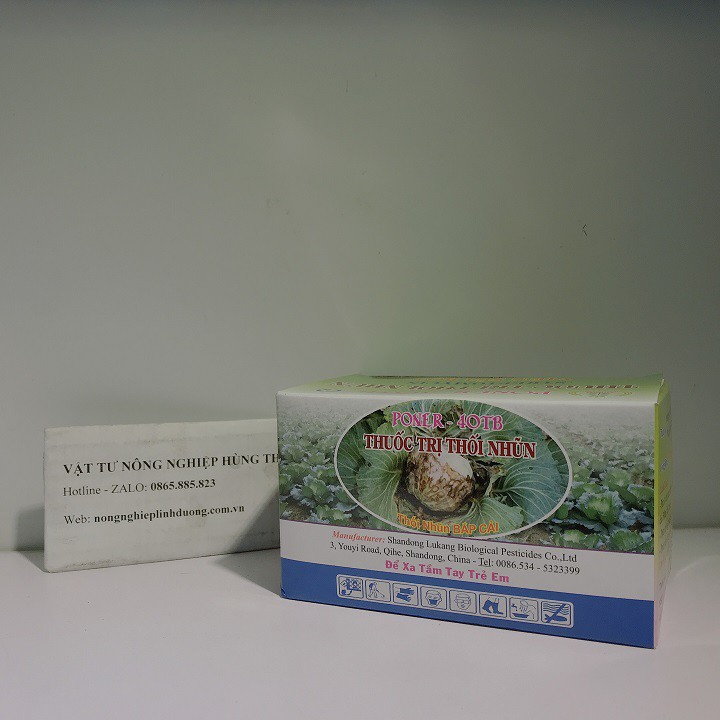 VẬT TƯ NÔNG NGHIỆP HÙNG TH
Hotline - ZALO: 0865.885.823
Web: nongnghieplinhduong.com.vn
PONER - 40TB
THUỐC TRỊ THỐI NHŨN
Thối Nhũn BẮP CẢI
Manufacturer: Shandong Lukang Biological Pesticides Co.,Ltd
3, Youyi Road, Qihe, Shandong, China - Tel: 0086.534 - 5323399
Để Xa Tầm Tay Trẻ Em